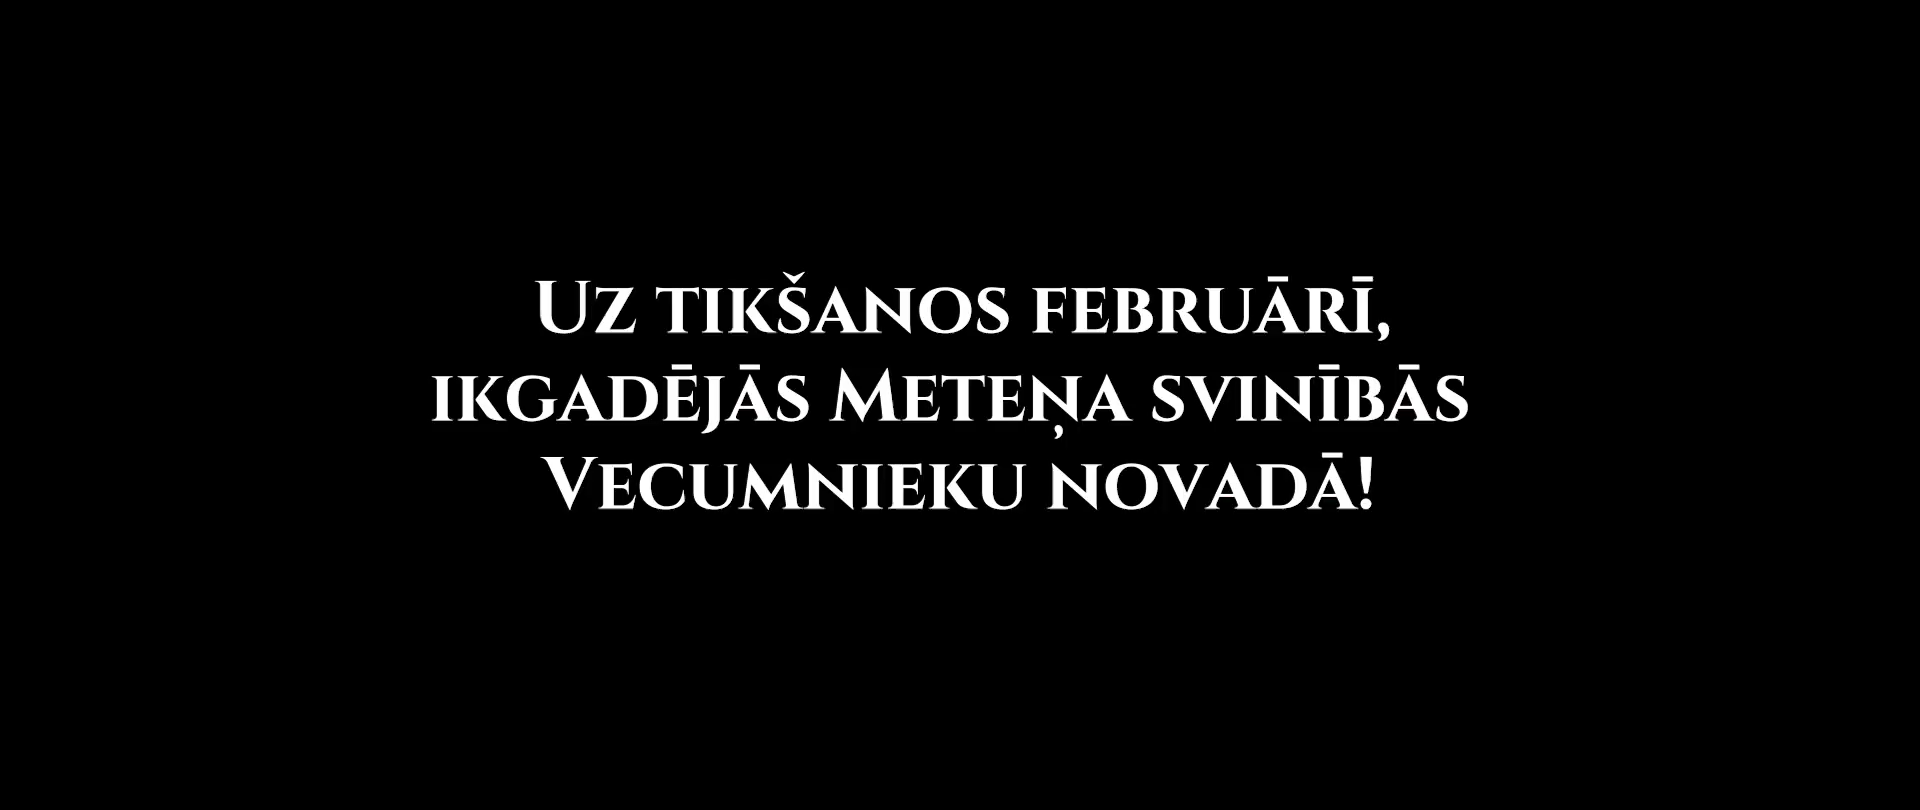 Uz tikšanos februārī,
ikgadējās Meteņa svinībās
Vecumnieku novadā!